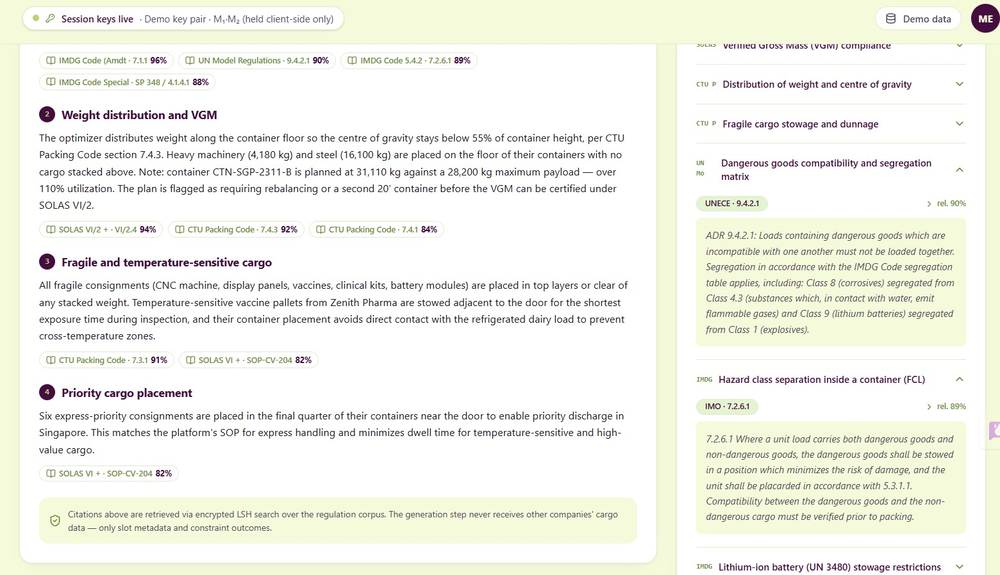 Session keys live · Demo key pair · M₁·M₂ (held client-side only)
Demo data
ME
IMDG Code (Amdt · 7.1.1 96%
UN Model Regulations · 9.4.2.1 90%
IMDG Code 5.4.2 · 7.2.6.1 89%
IMDG Code Special · SP 348 / 4.1.4.1 88%
2 Weight distribution and VGM
The optimizer distributes weight along the container floor so the centre of gravity stays below 55% of container height, per CTU
Packing Code section 7.4.3. Heavy machinery (4,180 kg) and steel (16,100 kg) are placed on the floor of their containers with no
cargo stacked above. Note: container CTN-SGP-2311-B is planned at 31,110 kg against a 28,200 kg maximum payload — over
110% utilization. The plan is flagged as requiring rebalancing or a second 20′ container before the VGM can be certified under
SOLAS VI/2.
SOLAS VI/2 + · VI/2.4 94%
CTU Packing Code · 7.4.3 92%
CTU Packing Code · 7.4.1 84%
3 Fragile and temperature-sensitive cargo
All fragile consignments (CNC machine, display panels, vaccines, clinical kits, battery modules) are placed in top layers or clear of
any stacked weight. Temperature-sensitive vaccine pallets from Zenith Pharma are stowed adjacent to the door for the shortest
exposure time during inspection, and their container placement avoids direct contact with the refrigerated dairy load to prevent
cross-temperature zones.
CTU Packing Code · 7.3.1 91%
SOLAS VI + · SOP-CV-204 82%
4 Priority cargo placement
Six express-priority consignments are placed in the final quarter of their containers near the door to enable priority discharge in
Singapore. This matches the platform's SOP for express handling and minimizes dwell time for temperature-sensitive and high-
value cargo.
SOLAS VI + · SOP-CV-204 82%
Citations above are retrieved via encrypted LSH search over the regulation corpus. The generation step never receives other companies' cargo
data — only slot metadata and constraint outcomes.
SOLAS Verified Gross Mass (VGM) compliance
CTU P Distribution of weight and centre of gravity
CTU P Fragile cargo stowage and dunnage
UN
Mo
Dangerous goods compatibility and segregation
matrix
UNECE · 9.4.2.1
rel. 90%
ADR 9.4.2.1: Loads containing dangerous goods which are
incompatible with one another must not be loaded together.
Segregation in accordance with the IMDG Code segregation
table applies, including: Class 8 (corrosives) segregated from
Class 4.3 (substances which, in contact with water, emit
flammable gases) and Class 9 (lithium batteries) segregated
from Class 1 (explosives).
IMDG Hazard class separation inside a container (FCL)
IMO · 7.2.6.1
rel. 89%
7.2.6.1 Where a unit load carries both dangerous goods and
non-dangerous goods, the dangerous goods shall be stowed
in a position which minimizes the risk of damage, and the
unit shall be placarded in accordance with 5.3.1.1.
Compatibility between the dangerous goods and the non-
dangerous cargo must be verified prior to packing.
IMDG Lithium-ion battery (UN 3480) stowage restrictions